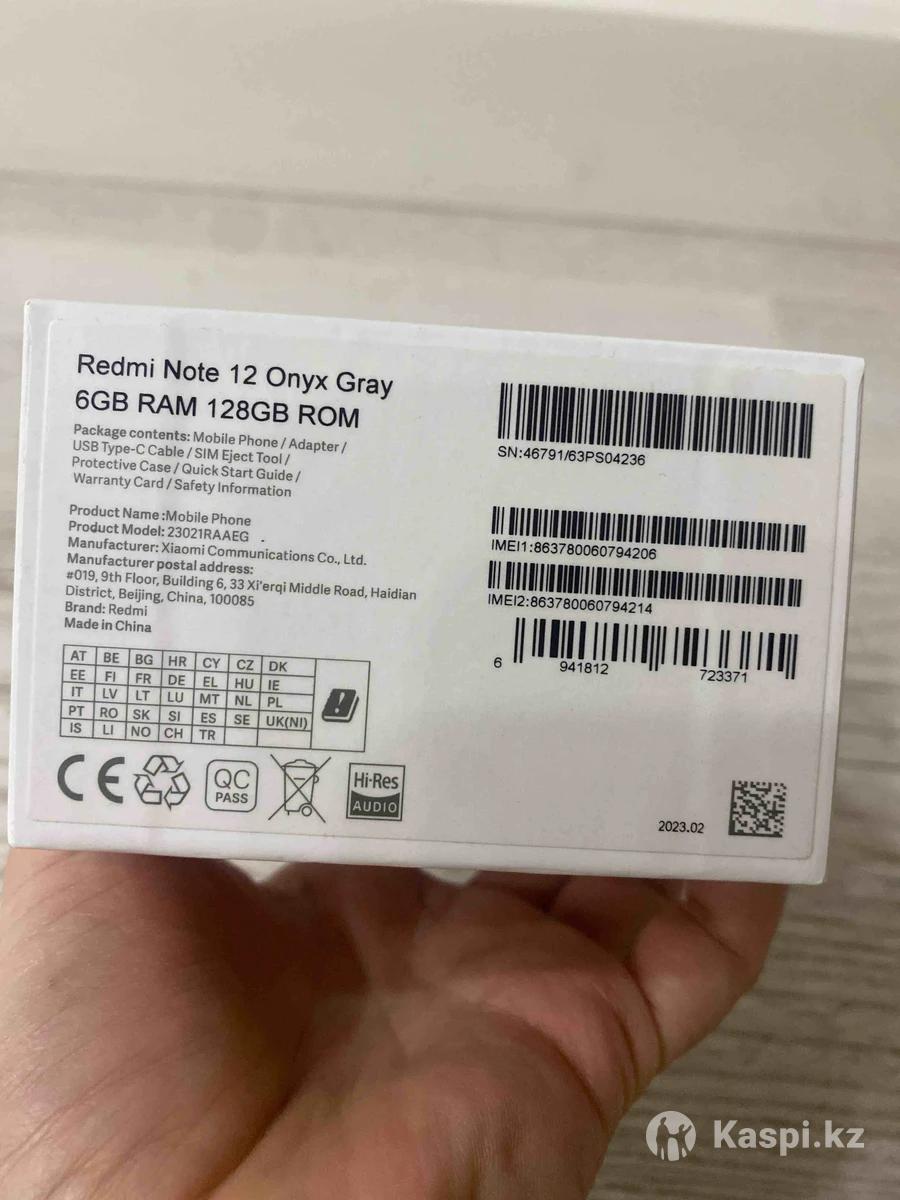 Redmi Note 12 Onyx Gray
6GB RAM 128GB ROM
Package contents: Mobile Phone / Adapter /
USB Type-C Cable / SIM Eject Tool /
Protective Case / Quick Start Guide /
Warranty Card / Safety Information
Product Name :Mobile Phone
Product Model: 23021RAAEG
Manufacturer: Xiaomi Communications Co., Ltd.
Manufacturer postal address:
#019, 9th Floor, Building 6, 33 Xi'erqi Middle Road, Haidian
District, Beijing, China, 100085
Brand: Redmi
Made in China
AT BE BG HR CY CZ DK
EE FI FR DE EL HU IE
IT LV LT LU MT NL PL
PT RO SK SI ES SE UK(NI)
IS LI NO CH TR
CE
QC
PASS
Hi-Res
AUDIO
SN:46791/63PS04236
IMEI1:863780060794206
IMEI2:863780060794214
6 941812 723371
2023.02
Kaspi.kz